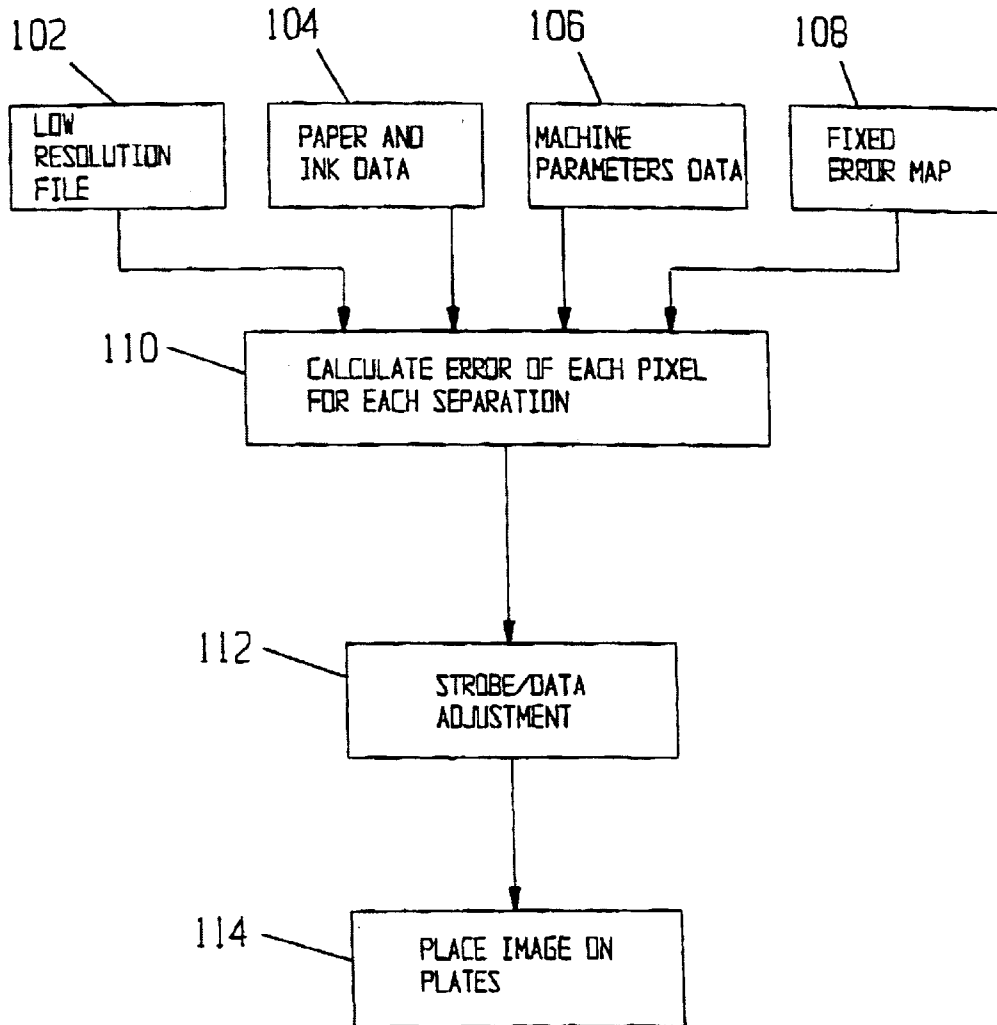 102
104
106
108
LOW
RESOLUTION
FILE
PAPER AND
INK DATA
MACHINE
PARAMETERS DATA
FIXED
ERROR MAP
110
CALCULATE ERROR OF EACH PIXEL
FOR EACH SEPARATION
112
STROBE/DATA
ADJUSTMENT
114
PLACE IMAGE ON
PLATES